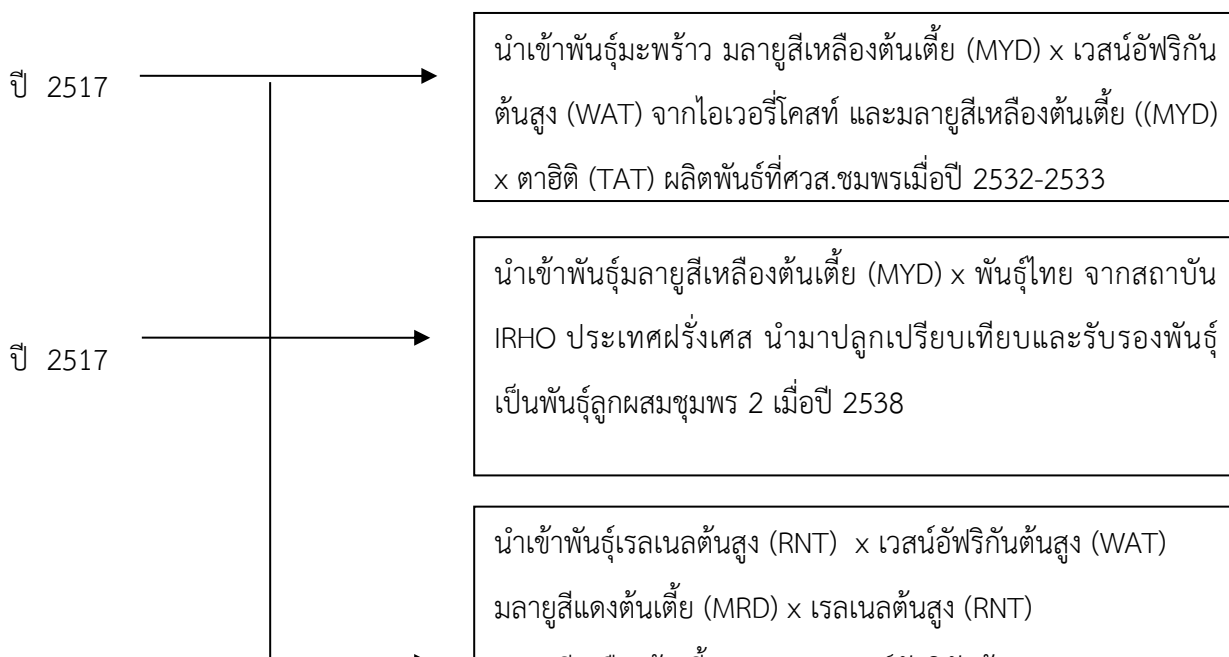 ปี 2517
นำเข้าพันธุ์มะพร้าว มลายูสีเหลืองต้นเตี้ย (MYD) x เวสน์อัฟริกัน
ต้นสูง (WAT) จากไอเวอรี่โคสท์ และมลายูสีเหลืองต้นเตี้ย ((MYD)
x ตาฮิติ (TAT) ผลิตพันธ์ที่ศวส.ชมพรเมื่อปี 2532-2533
ปี 2517
นำเข้าพันธุ์มลายูสีเหลืองต้นเตี้ย (MYD) x พันธุ์ไทย จากสถาบัน
IRHO ประเทศฝรั่งเศส นำมาปลูกเปรียบเทียบและรับรองพันธุ์
เป็นพันธุ์ลูกผสมชุมพร 2 เมื่อปี 2538
นำเข้าพันธุ์เรลเนลต้นสูง (RNT) x เวสน์อัฟริกันต้นสูง (WAT)
มลายูสีแดงต้นเตี้ย (MRD) x เรลเนลต้นสูง (RNT)